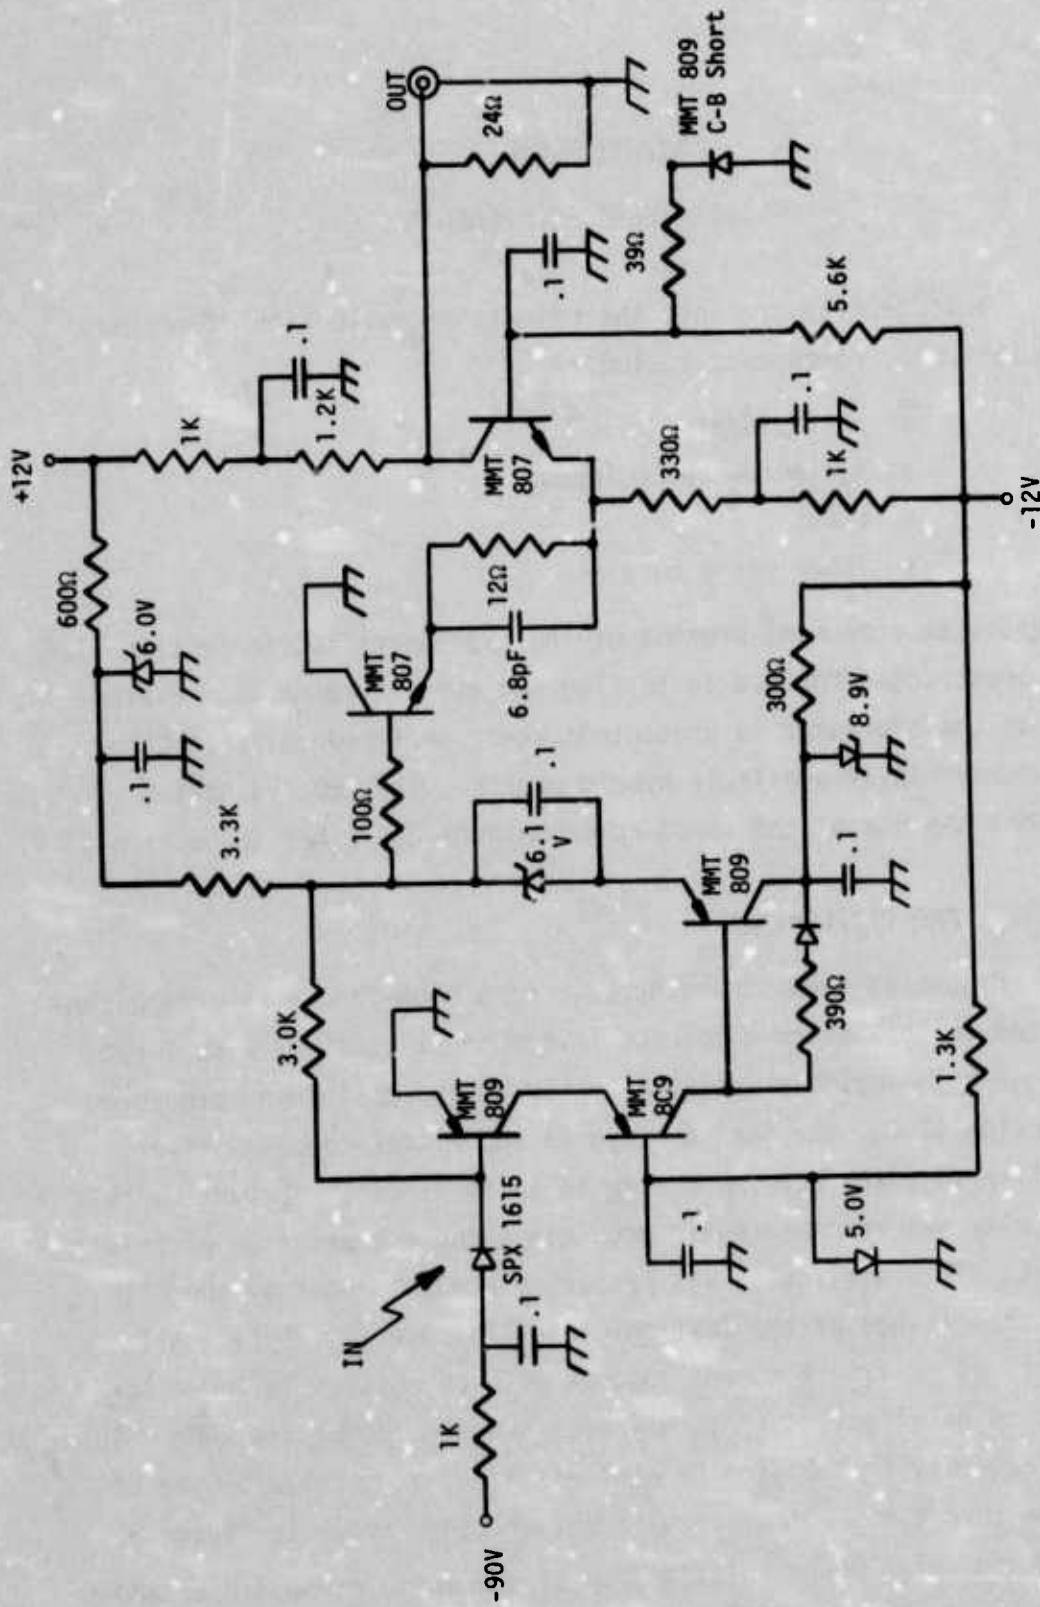 -90V
1K
.1
IN
SPX 1615
3.0K
MMT
809
MMT
8C9
.1
5.0V
1.3K
390Ω
MMT
809
.1
8.9V
300Ω
6.1
V
.1
3.3K
.1
6.0V
600Ω
100Ω
MMT
807
6.8pF
12Ω
+12V
1K
.1
1.2K
MMT
807
330Ω
1K
.1
-12V
5.6K
.1
39Ω
MMT 809
C-B Short
24Ω
OUT